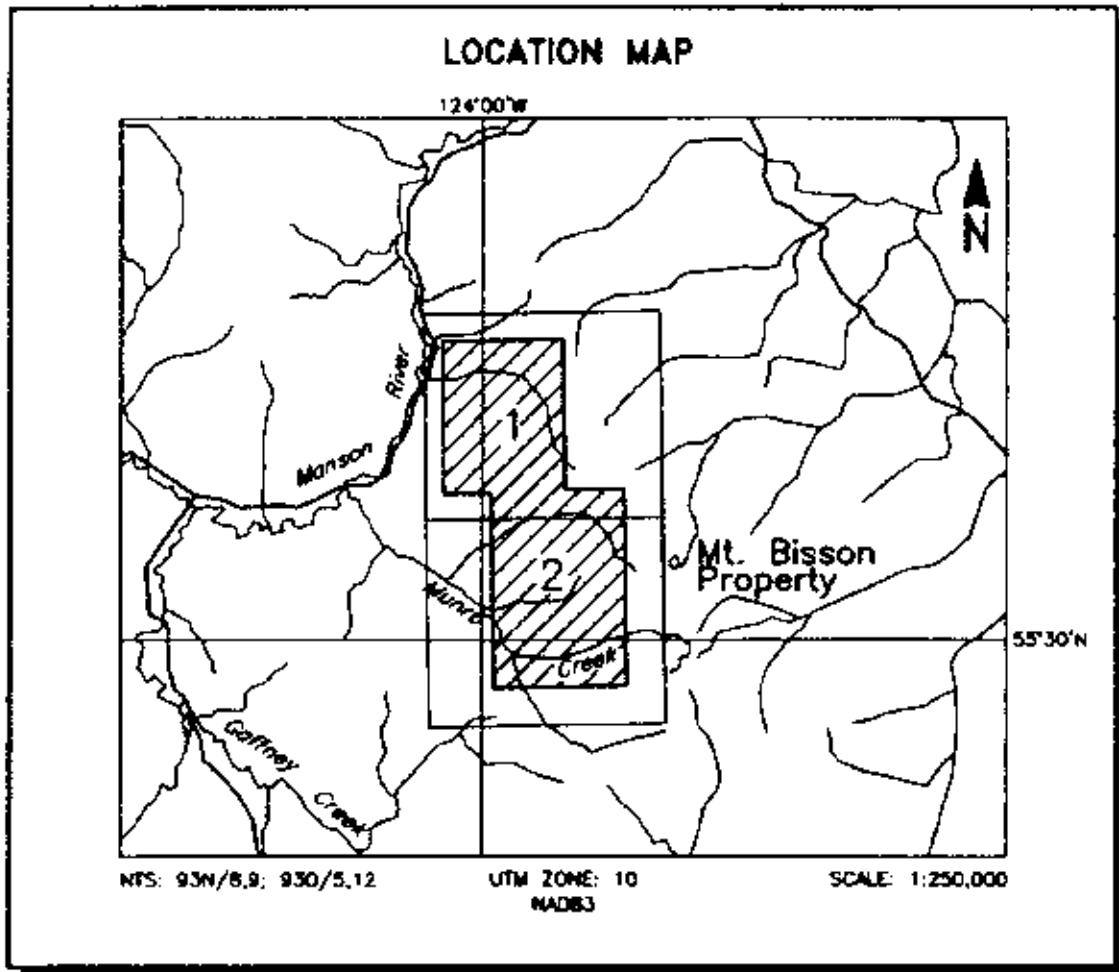 LOCATION MAP
124°00'W
N
River
1
Manson
Mt. Bisson
Property
2
Munro
55°30'N
Creek
Gaffney
Creek
NTS: 93N/8,9; 93O/5,12
UTM ZONE: 10
SCALE: 1:250,000
NAD83